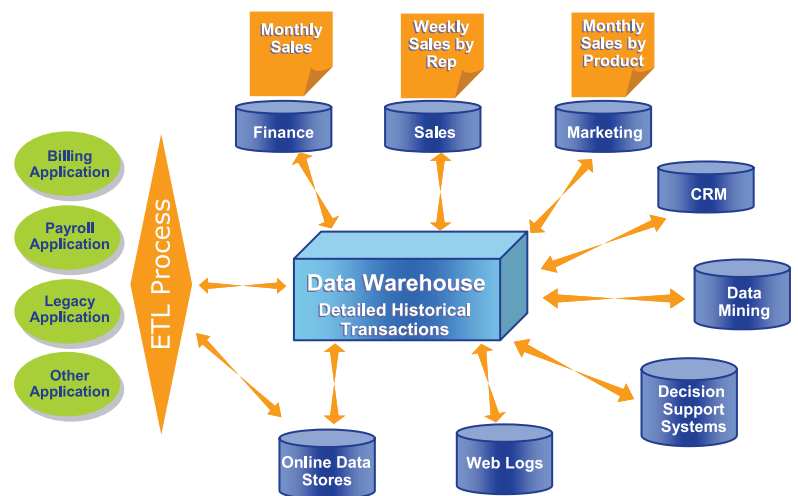 Monthly
Sales
Weekly
Sales by
Rep
Monthly
Sales by
Product
Finance
Sales
Marketing
Billing
Application
Payroll
Application
Legacy
Application
Other
Application
ETL Process
CRM
Data Warehouse
Detailed Historical
Transactions
Data
Mining
Decision
Support
Systems
Online Data
Stores
Web Logs